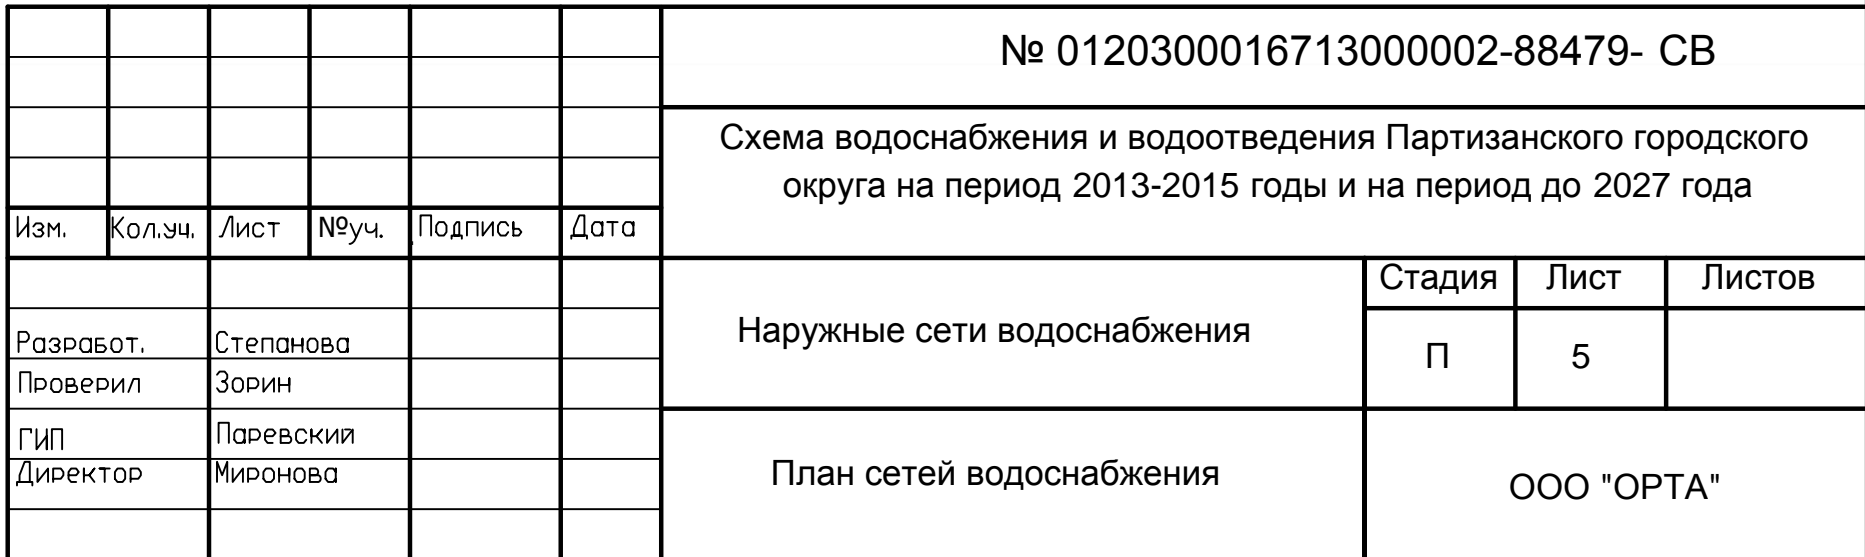 № 0120300016713000002-88479- СВ
Схема водоснабжения и водоотведения Партизанского городского
округа на период 2013-2015 годы и на период до 2027 года
Изм. Кол.уч. Лист №уч. Подпись Дата
Наружные сети водоснабжения
Стадия Лист Листов
П 5
Разработ. Степанова
Проверил Зорин
ГИП Паревский
Директор Миронова
План сетей водоснабжения
ООО "ОРТА"